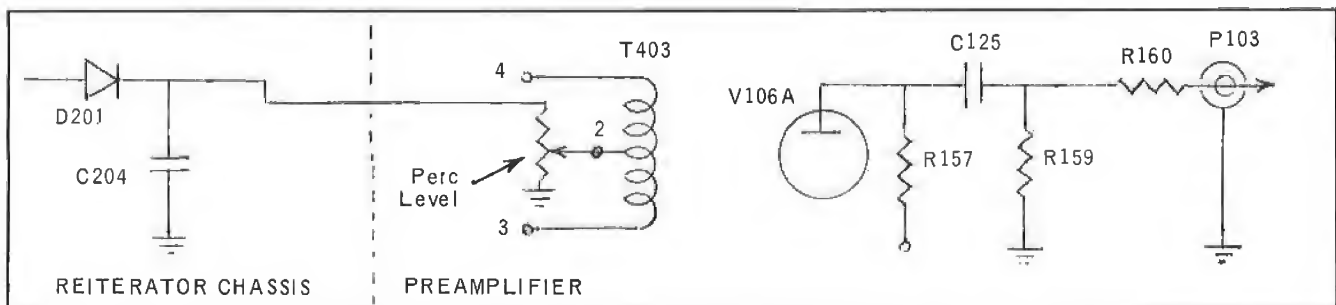 T403
C125
P103
R160
4
V106A
D201
2
R157
R159
C204
Perc
Level
3
REITERATOR CHASSIS
PREAMPLIFIER